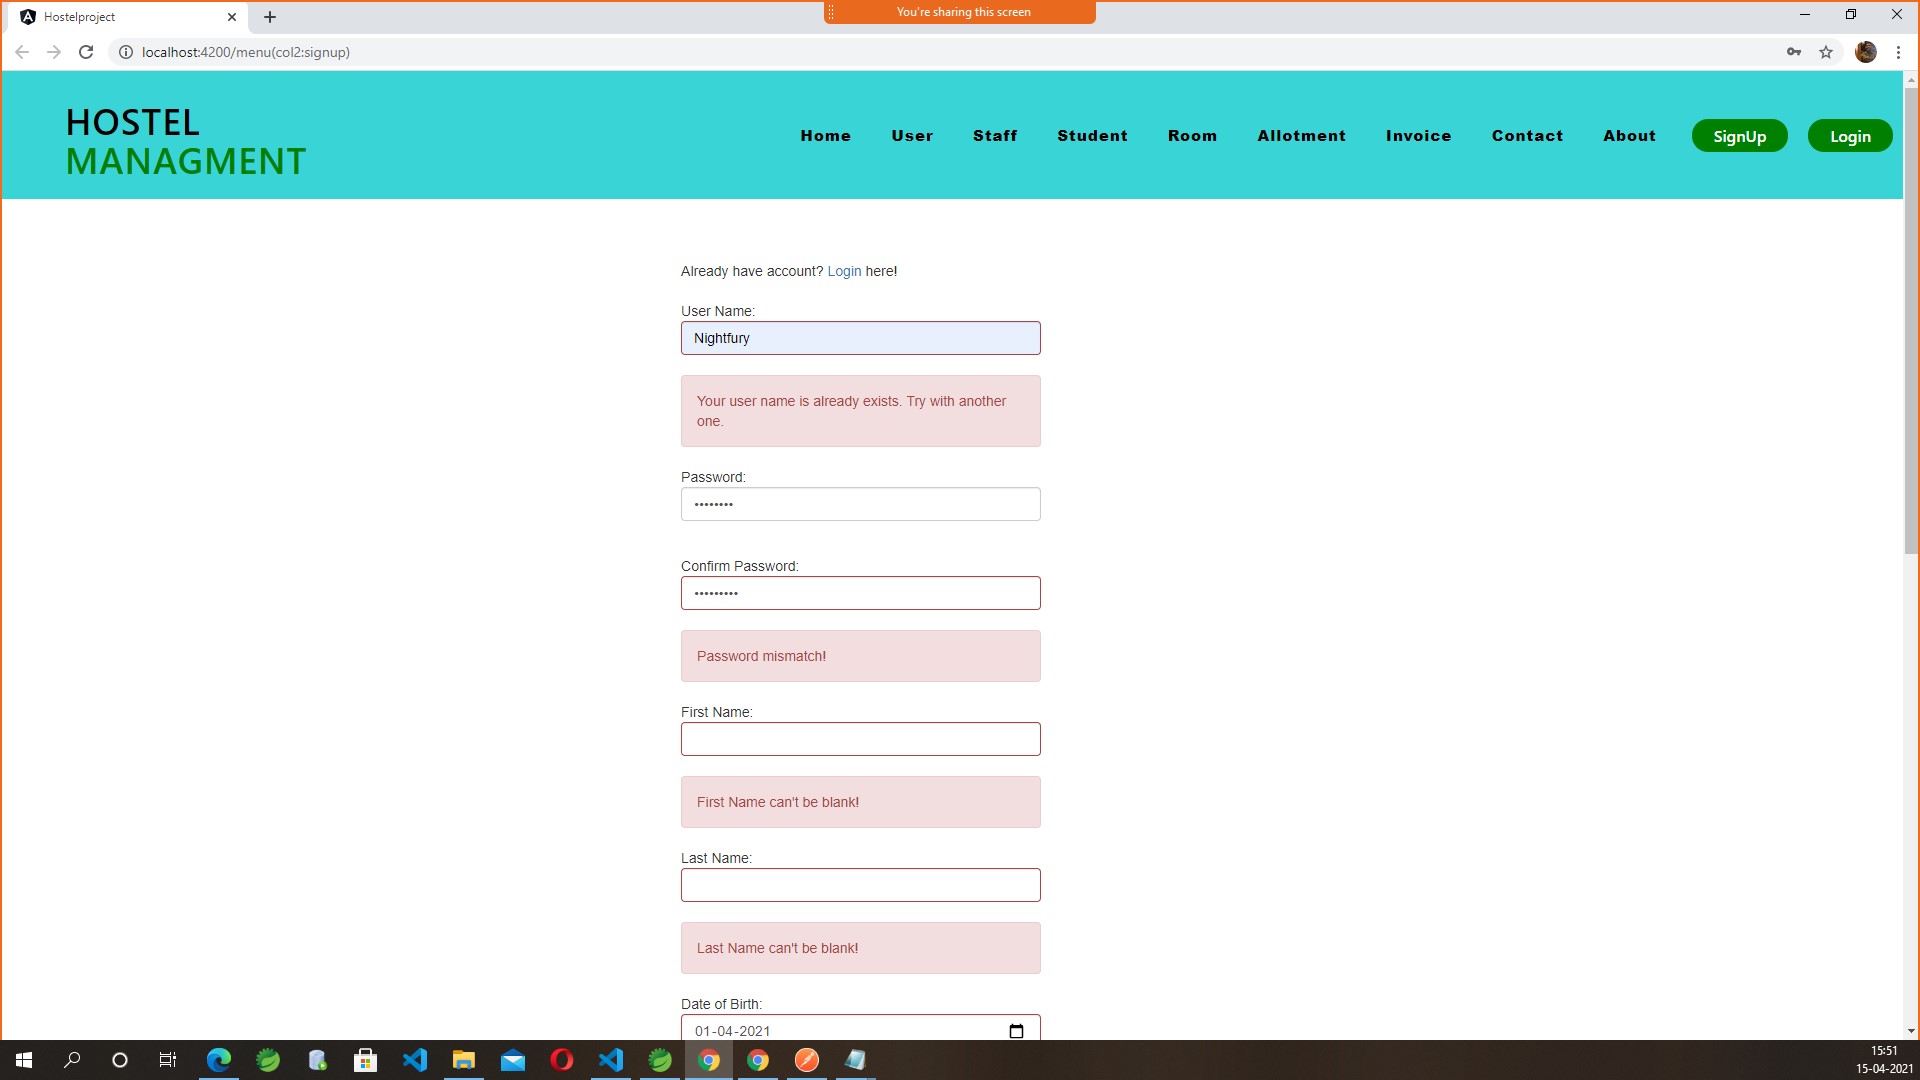 Hostelproject
You're sharing this screen
localhost:4200/menu(col2:signup)
HOSTEL
MANAGMENT
Home User Staff Student Room Allotment Invoice Contact About SignUp Login
Already have account? Login here!
User Name:
Nightfury
Your user name is already exists. Try with another
one.
Password:
••••••••
Confirm Password:
•••••••••
Password mismatch!
First Name:
First Name can't be blank!
Last Name:
Last Name can't be blank!
Date of Birth:
01-04-2021
15:51
15-04-2021